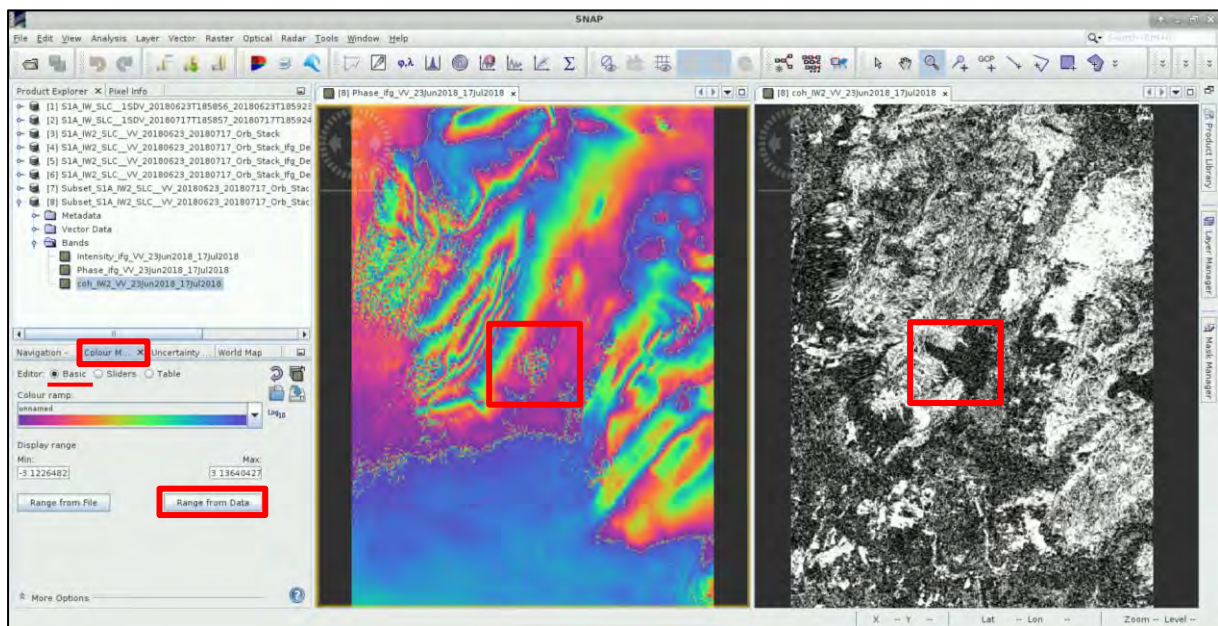 SNAP
File Edit View Analysis Layer Vector Raster Optical Radar Tools Window Help
Product Explorer × Pixel Info
[8] Phase_ifg_VV_23Jun2018_17Jul2018 ×
[8] coh_IW2_VV_23Jun2018_17Jul2018 ×
[1] S1A_IW_SLC__1SDV_20180623T185856_20180623T185923
[2] S1A_IW_SLC__1SDV_20180717T185857_20180717T185924
[3] S1A_IW2_SLC__VV_20180623_20180717_Orb_Stack
[4] S1A_IW2_SLC__VV_20180623_20180717_Orb_Stack_Ifg_De
[5] S1A_IW2_SLC__VV_20180623_20180717_Orb_Stack_Ifg_De
[6] S1A_IW2_SLC__VV_20180623_20180717_Orb_Stack_Ifg_De
[7] Subset_S1A_IW2_SLC__VV_20180623_20180717_Orb_Stac
[8] Subset_S1A_IW2_SLC__VV_20180623_20180717_Orb_Stac
Metadata
Vector Data
Bands
Intensity_ifg_VV_23Jun2018_17Jul2018
Phase_ifg_VV_23Jun2018_17Jul2018
coh_IW2_VV_23Jun2018_17Jul2018
Product Library
Layer Manager
Mask Manager
Navigation - Colour M... × Uncertainty ... World Map
Editor: Basic Sliders Table
Colour ramp:
unnamed
Log10
Display range
Min: Max:
-3.1226482 3.13640427
Range from File Range from Data
More Options
X -- Y -- Lat -- Lon -- Zoom -- Level --